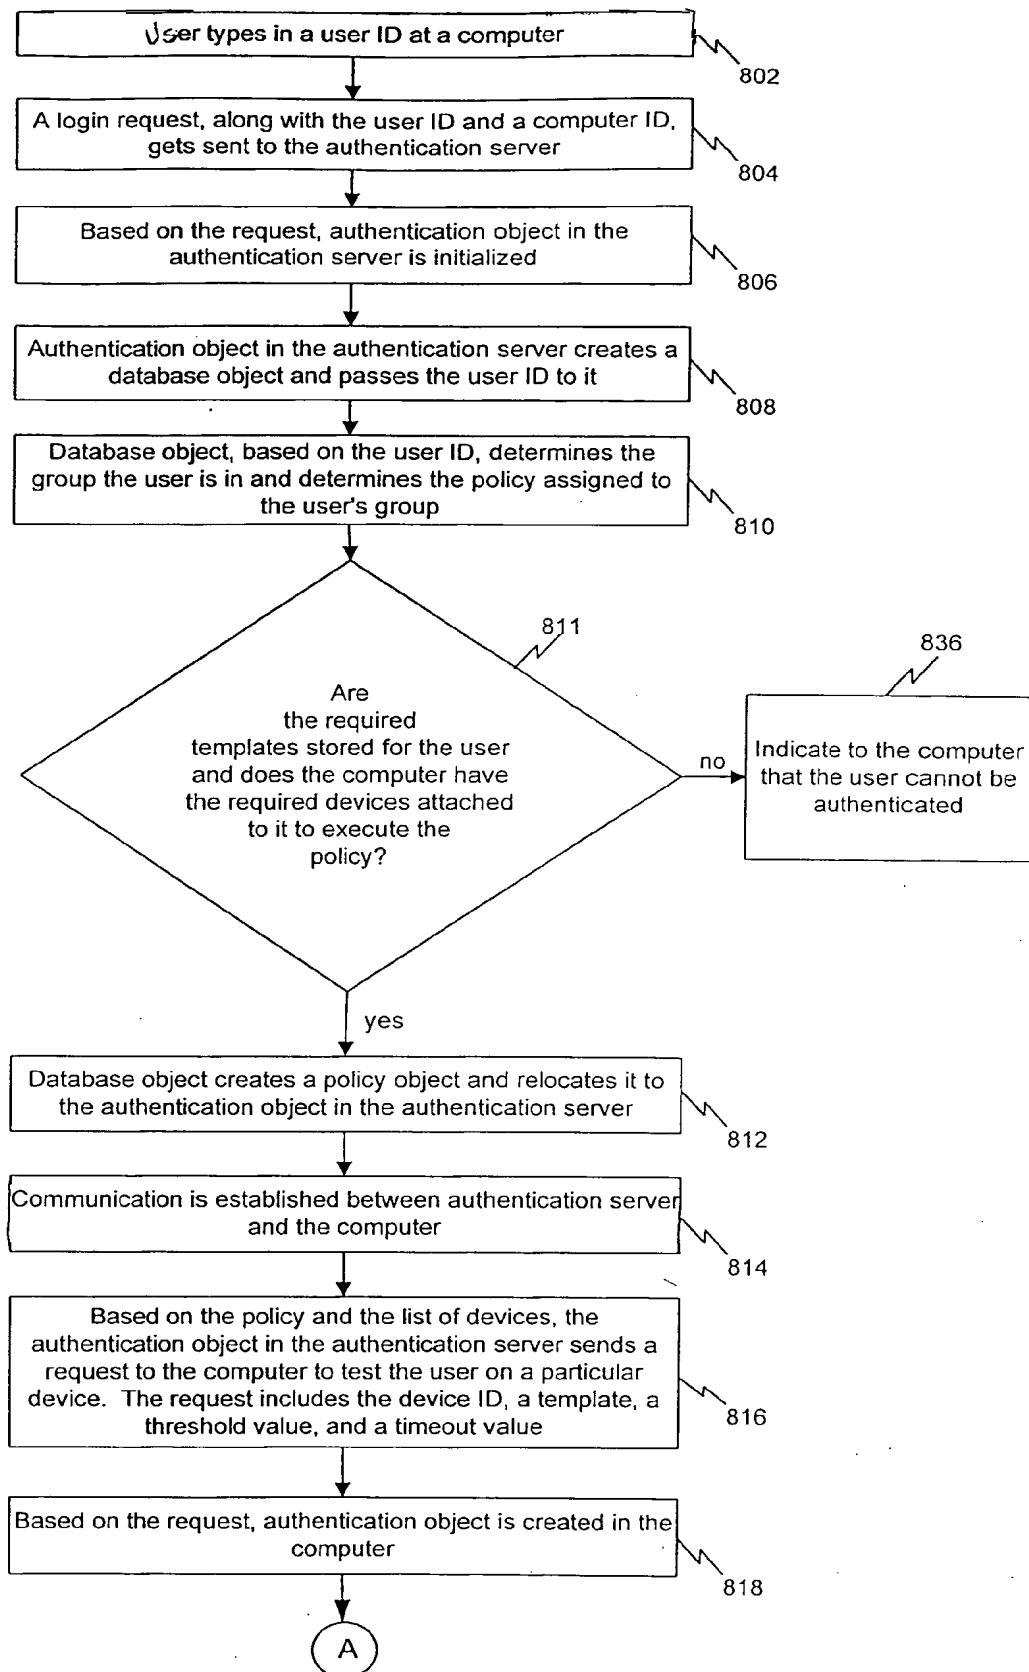 User types in a user ID at a computer
802
A login request, along with the user ID and a computer ID,
gets sent to the authentication server
804
Based on the request, authentication object in the
authentication server is initialized
806
Authentication object in the authentication server creates a
database object and passes the user ID to it
808
Database object, based on the user ID, determines the
group the user is in and determines the policy assigned to
the user's group
810
811
Are
the required
templates stored for the user
and does the computer have
the required devices attached
to it to execute the
policy?
no
836
Indicate to the computer
that the user cannot be
authenticated
yes
Database object creates a policy object and relocates it to
the authentication object in the authentication server
812
Communication is established between authentication server
and the computer
814
Based on the policy and the list of devices, the
authentication object in the authentication server sends a
request to the computer to test the user on a particular
device. The request includes the device ID, a template, a
threshold value, and a timeout value
816
Based on the request, authentication object is created in the
computer
818
A